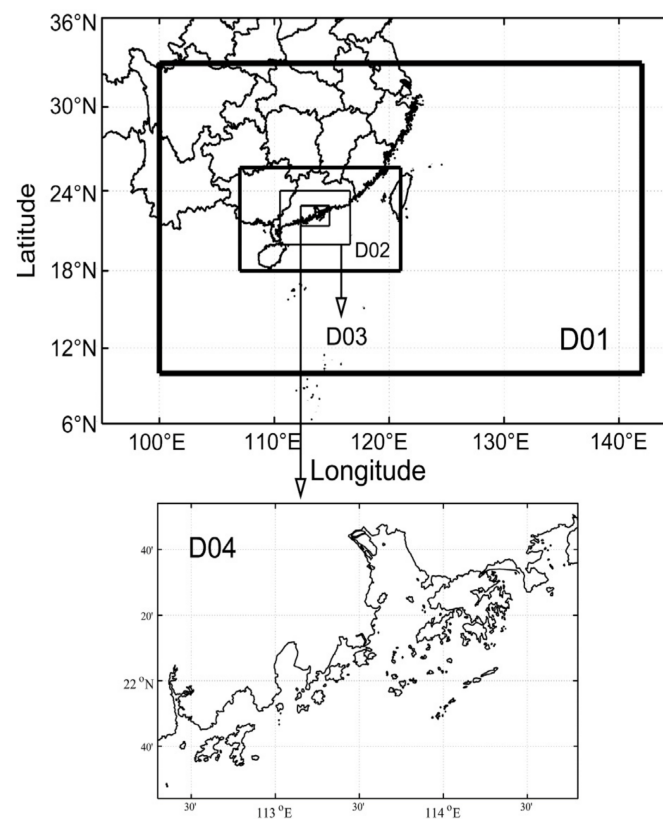 36°N
30°N
24°N
18°N
12°N
6°N
Latitude
D02
D03
D01
100°E 110°E 120°E 130°E 140°E
Longitude
D04
40'
20'
22 °N
40'
30' 113 °E 30' 114 °E 30'